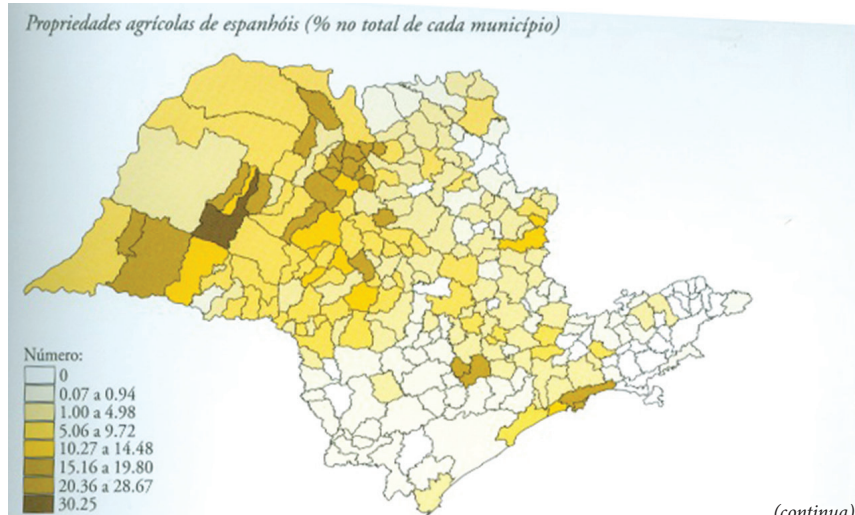 Propriedades agrícolas de espanhóis (% no total de cada município)
Número:
0
0.07 a 0.94
1.00 a 4.98
5.06 a 9.72
10.27 a 14.48
15.16 a 19.80
20.36 a 28.67
30.25
(continua)